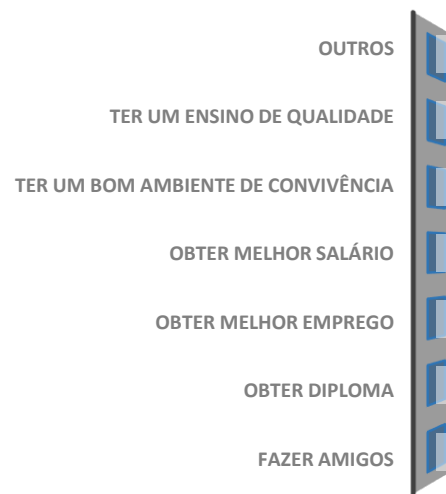 OUTROS
TER UM ENSINO DE QUALIDADE
TER UM BOM AMBIENTE DE CONVIVÊNCIA
OBTER MELHOR SALÁRIO
OBTER MELHOR EMPREGO
OBTER DIPLOMA
FAZER AMIGOS